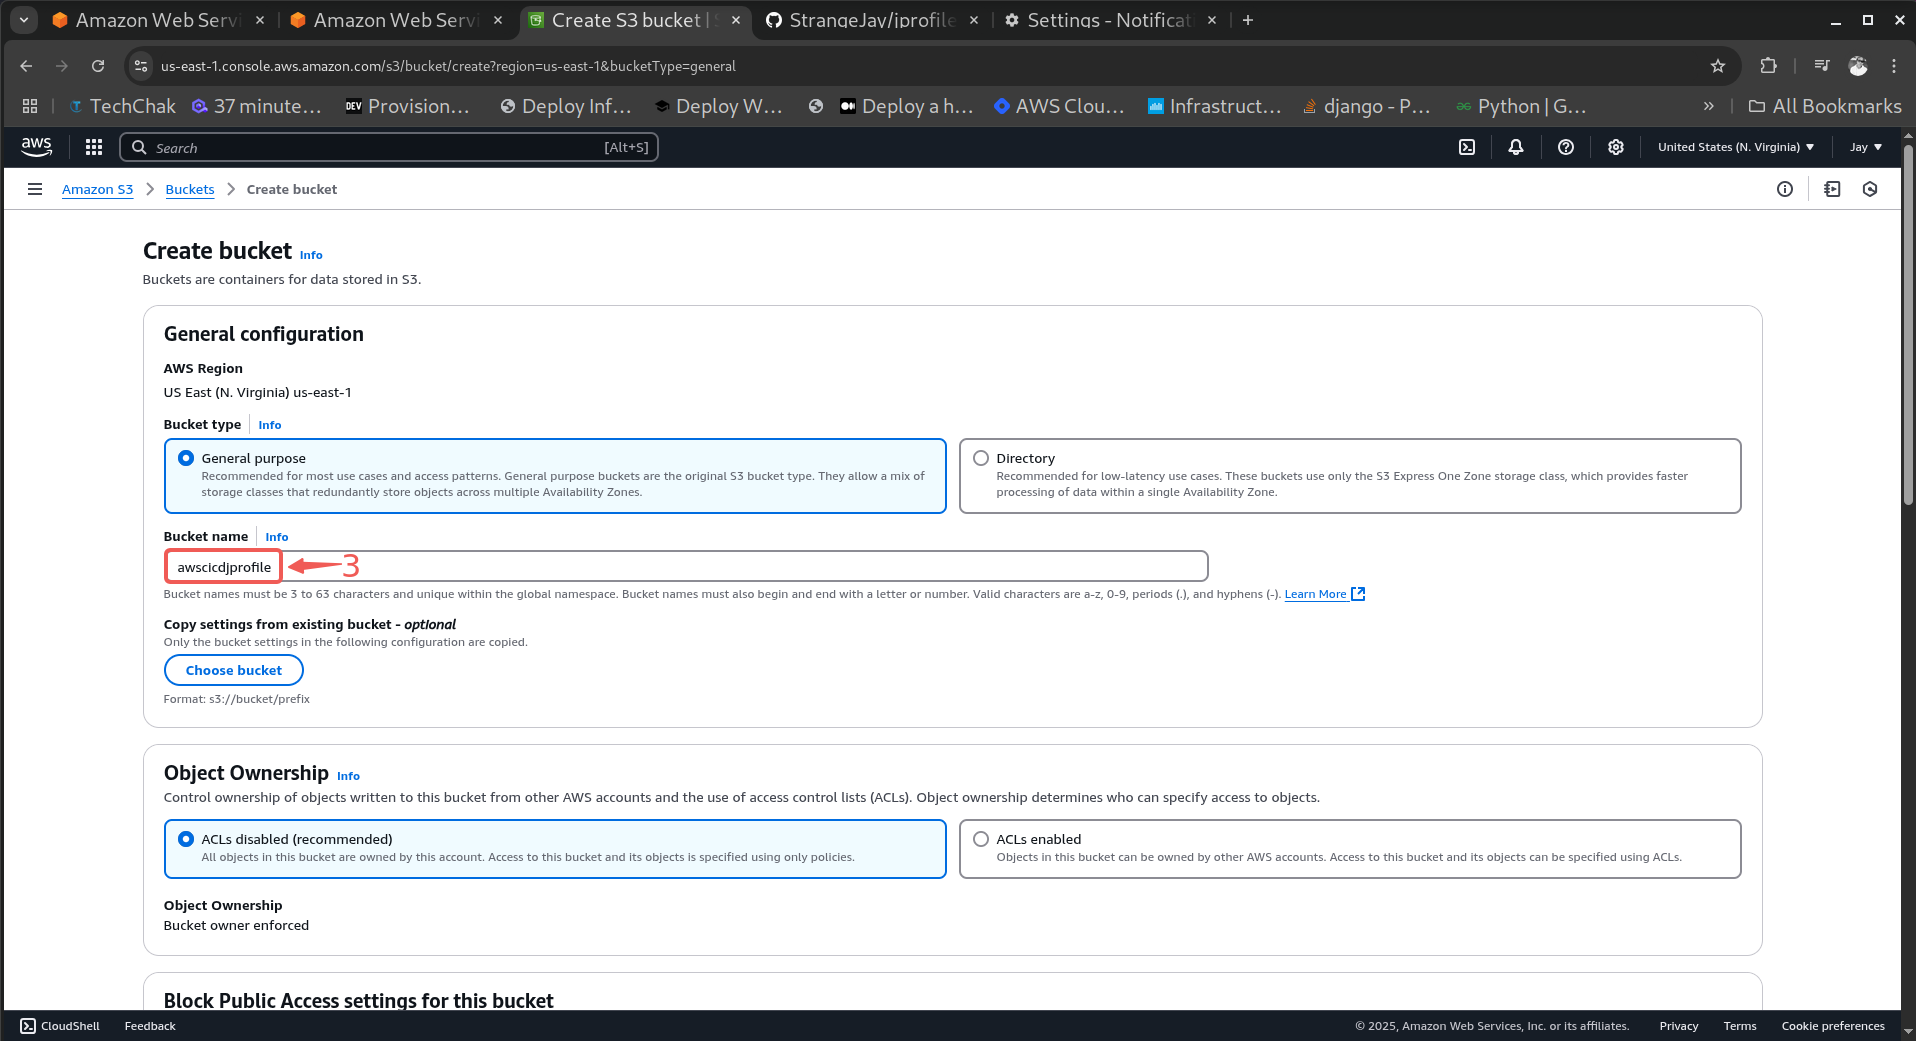 Amazon Web Servi
Amazon Web Servi
Create S3 bucket | S
StrangeJay/jprofile
Settings - Notificati
us-east-1.console.aws.amazon.com/s3/bucket/create?region=us-east-1&bucketType=general
TechChak
37 minute...
DEV Provision...
Deploy Inf...
Deploy W...
Deploy a h...
AWS Clou...
Infrastruct...
django - P...
Python | G...
»
All Bookmarks
aws
Search
[Alt+S]
United States (N. Virginia)
Jay
Amazon S3
Buckets
Create bucket
Create bucket Info
Buckets are containers for data stored in S3.
General configuration
AWS Region
US East (N. Virginia) us-east-1
Bucket type Info
General purpose
Recommended for most use cases and access patterns. General purpose buckets are the original S3 bucket type. They allow a mix of
storage classes that redundantly store objects across multiple Availability Zones.
Directory
Recommended for low-latency use cases. These buckets use only the S3 Express One Zone storage class, which provides faster
processing of data within a single Availability Zone.
Bucket name Info
awscicdjprofile 3
Bucket names must be 3 to 63 characters and unique within the global namespace. Bucket names must also begin and end with a letter or number. Valid characters are a-z, 0-9, periods (.), and hyphens (-). Learn More
Copy settings from existing bucket - optional
Only the bucket settings in the following configuration are copied.
Choose bucket
Format: s3://bucket/prefix
Object Ownership Info
Control ownership of objects written to this bucket from other AWS accounts and the use of access control lists (ACLs). Object ownership determines who can specify access to objects.
ACLs disabled (recommended)
All objects in this bucket are owned by this account. Access to this bucket and its objects is specified using only policies.
ACLs enabled
Objects in this bucket can be owned by other AWS accounts. Access to this bucket and its objects can be specified using ACLs.
Object Ownership
Bucket owner enforced
Block Public Access settings for this bucket
CloudShell
Feedback
© 2025, Amazon Web Services, Inc. or its affiliates.
Privacy
Terms
Cookie preferences